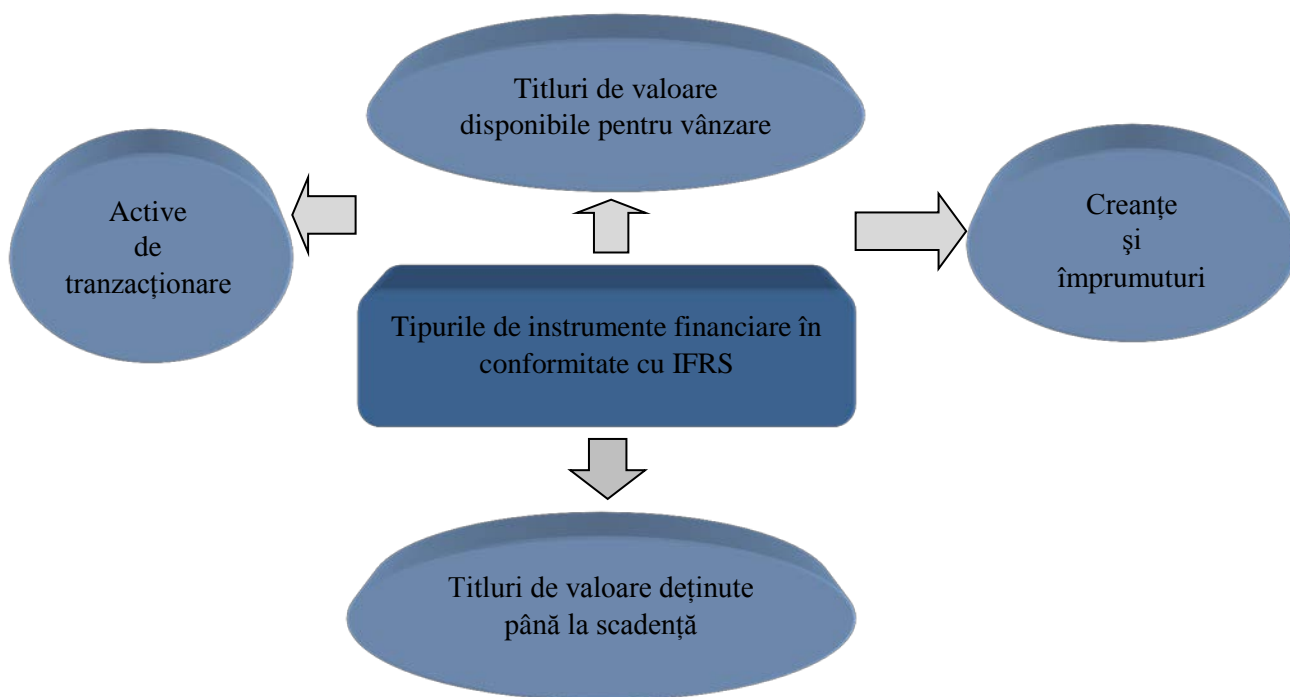 Titluri de valoare
disponibile pentru vânzare
Active
de
tranzacționare
Creanțe
şi
împrumuturi
Tipurile de instrumente financiare în
conformitate cu IFRS
Titluri de valoare deținute
până la scadență